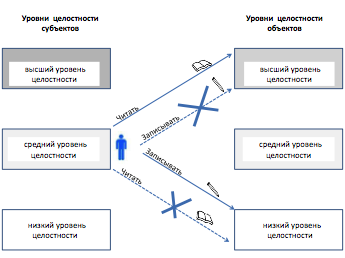 Уровни целостности
субъектов
Уровни целостности
объектов
высший уровень
целостности
высший уровень
целостности
Читать
Записывать
средний уровень
целостности
средний уровень
целостности
Записывать
Читать
низкий уровень
целостности
низкий уровень
целостности